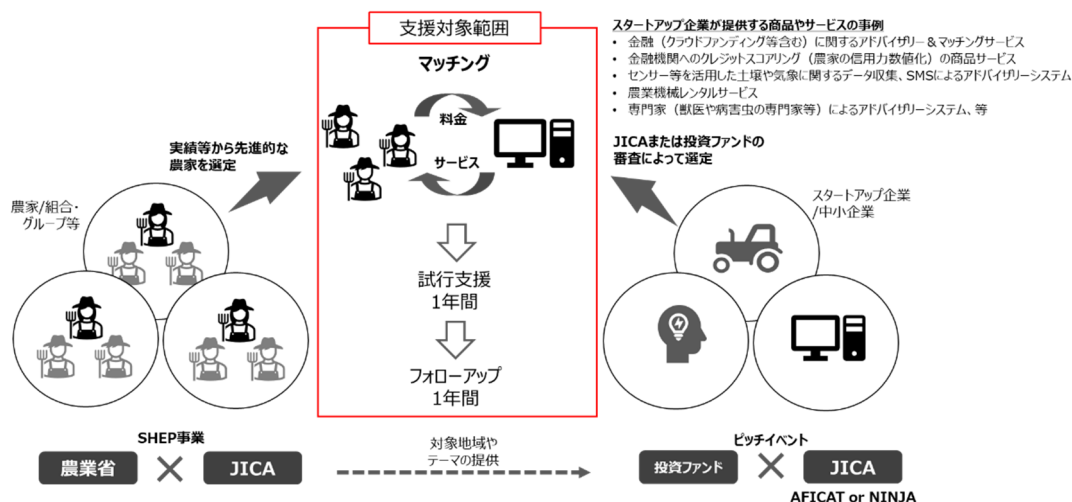 支援対象範囲
マッチング
料金
サービス
試行支援
1年間
フォローアップ
1年間
実績等から先進的な
農家を選定
農家/組合・
グループ等
SHEP事業
農業省
JICA
対象地域や
テーマの提供
スタートアップ企業が提供する商品やサービスの事例
• 金融（クラウドファンディング等含む）に関するアドバイザリー＆マッチングサービス
• 金融機関へのクレジットスコアリング（農家の信用力数値化）の商品サービス
• センサー等を活用した土壌や気象に関するデータ収集、SMSによるアドバイザリーシステム
• 農業機械レンタルサービス
• 専門家（獣医や病害虫の専門家等）によるアドバイザリーシステム、等
JICAまたは投資ファンドの
審査によって選定
スタートアップ企業
/中小企業
ピッチイベント
投資ファンド
JICA
AFICAT or NINJA